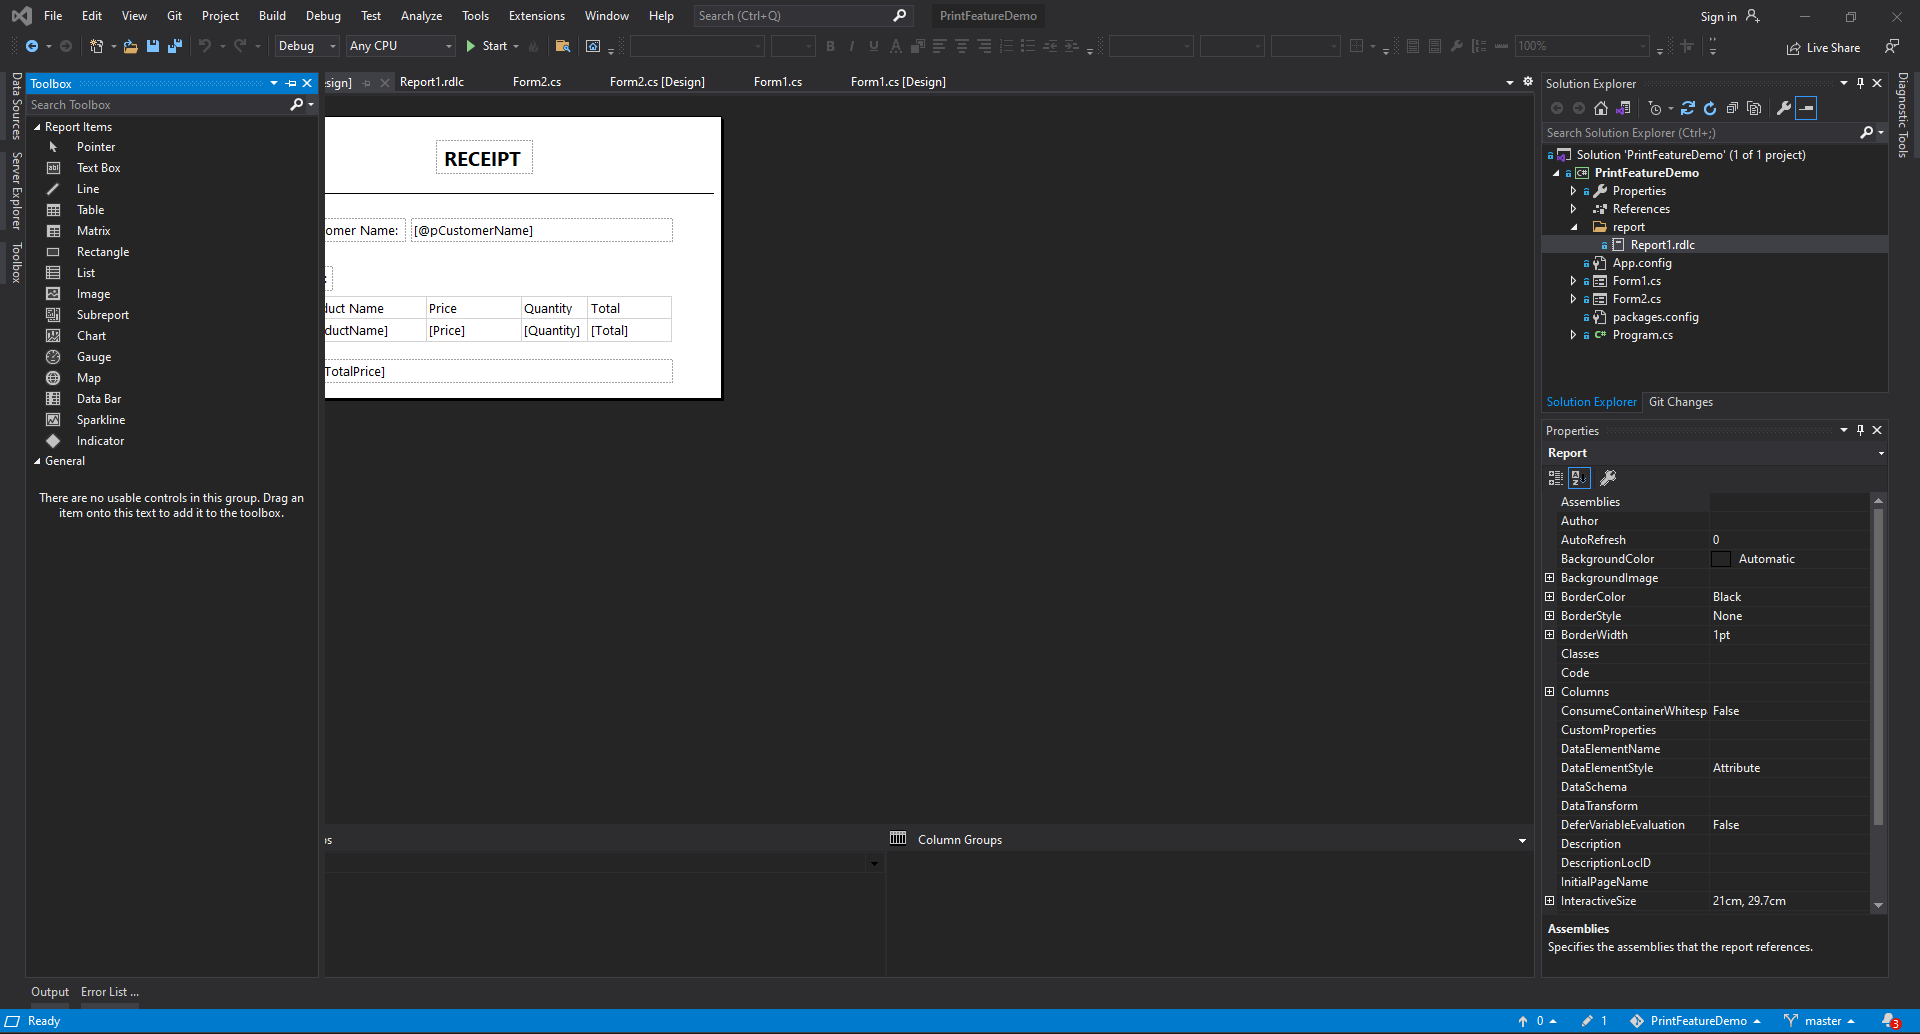 File Edit View Git Project Build Debug Test Analyze Tools Extensions Window Help Search (Ctrl+Q) PrintFeatureDemo Sign in
Debug Any CPU Start 100% Live Share
Data Sources
Server Explorer
Toolbox
Toolbox
Search Toolbox
Report Items
Pointer
Text Box
Line
Table
Matrix
Rectangle
List
Image
Subreport
Chart
Gauge
Map
Data Bar
Sparkline
Indicator
General
There are no usable controls in this group. Drag an
item onto this text to add it to the toolbox.
esign] Report1.rdlc Form2.cs Form2.cs [Design] Form1.cs Form1.cs [Design]
RECEIPT
omer Name: [@pCustomerName]
duct Name Price Quantity Total
ductName] [Price] [Quantity] [Total]
TotalPrice]
Column Groups
Solution Explorer
Search Solution Explorer (Ctrl+;)
Solution 'PrintFeatureDemo' (1 of 1 project)
C# PrintFeatureDemo
Properties
References
report
Report1.rdlc
App.config
Form1.cs
Form2.cs
packages.config
C# Program.cs
Solution Explorer Git Changes
Properties
Report
Assemblies
Author
AutoRefresh 0
BackgroundColor Automatic
BackgroundImage
BorderColor Black
BorderStyle None
BorderWidth 1pt
Classes
Code
Columns
ConsumeContainerWhitesp False
CustomProperties
DataElementName
DataElementStyle Attribute
DataSchema
DataTransform
DeferVariableEvaluation False
Description
DescriptionLocID
InitialPageName
InteractiveSize 21cm, 29.7cm
Assemblies
Specifies the assemblies that the report references.
Diagnostic Tools
Output Error List ...
Ready 0 1 PrintFeatureDemo master 3